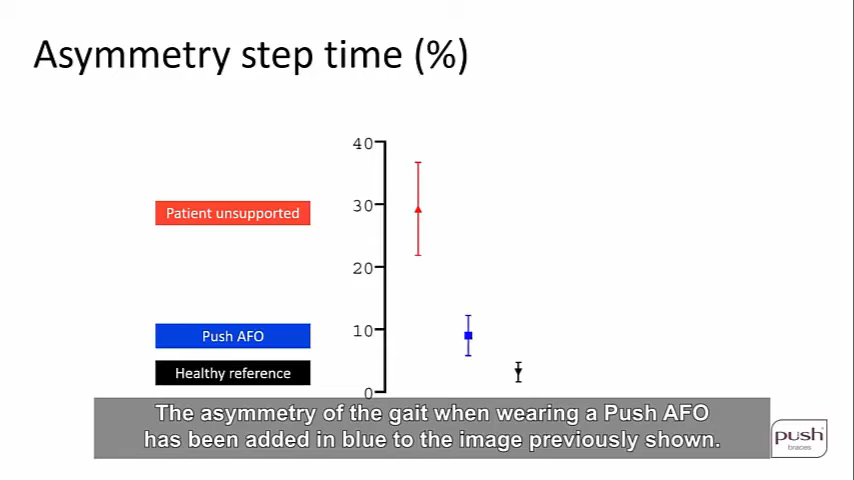 Asymmetry step time (%)
40
Patient unsupported
30
20
Push AFO
10
Healthy reference
0
The asymmetry of the gait when wearing a Push AFO
has been added in blue to the image previously shown.
push
braces